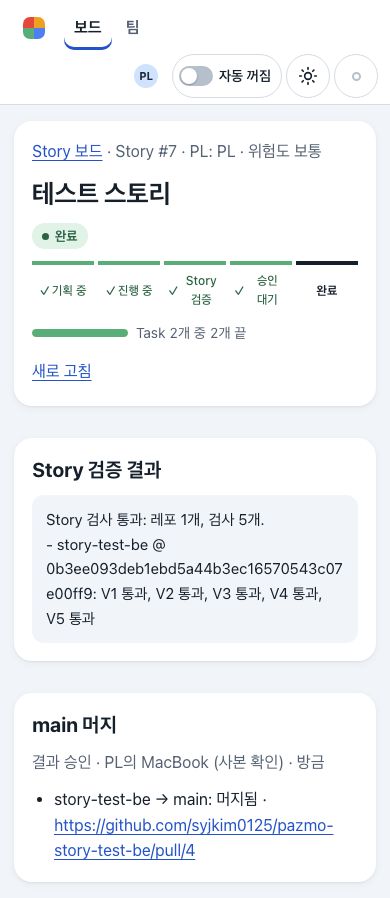 보드 팀
PL 자동 꺼짐
Story 보드 · Story #7 · PL: PL · 위험도 보통
테스트 스토리
완료
✓ 기획 중 ✓ 진행 중 ✓ Story 검증 ✓ 승인 대기 완료
Task 2개 중 2개 끝
새로 고침
Story 검증 결과
Story 검사 통과: 레포 1개, 검사 5개.
- story-test-be @
0b3ee093deb1ebd5a44b3ec16570543c07
e00ff9: V1 통과, V2 통과, V3 통과, V4 통과,
V5 통과
main 머지
결과 승인 · PL의 MacBook (사본 확인) · 방금
• story-test-be → main: 머지됨 ·
https://github.com/syjkim0125/pazmo-
story-test-be/pull/4